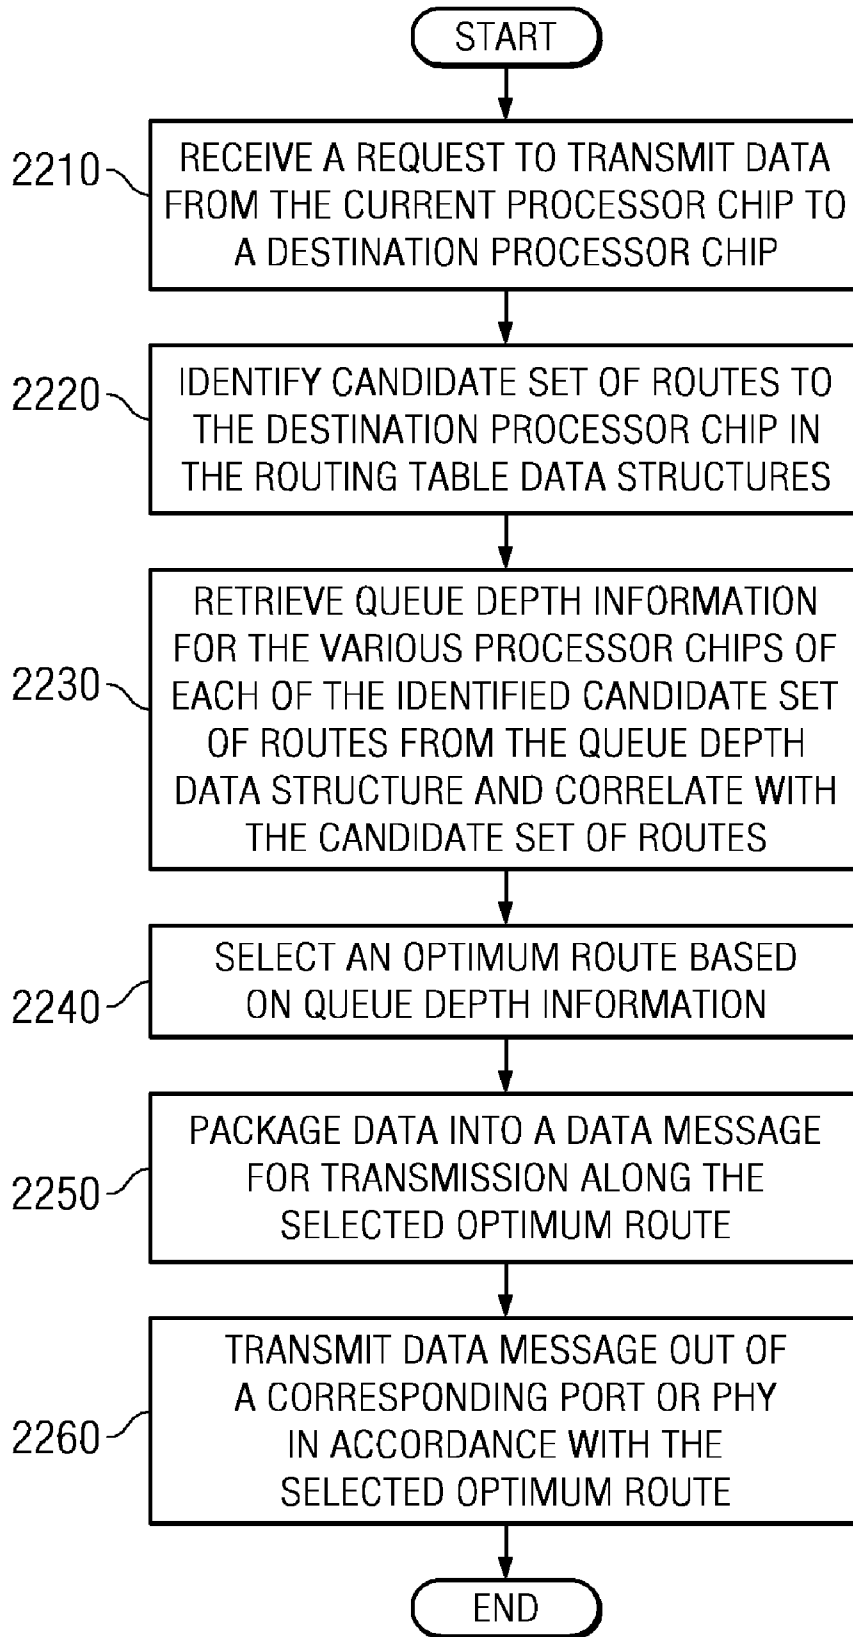 START
2210
RECEIVE A REQUEST TO TRANSMIT DATA
FROM THE CURRENT PROCESSOR CHIP TO
A DESTINATION PROCESSOR CHIP
2220
IDENTIFY CANDIDATE SET OF ROUTES TO
THE DESTINATION PROCESSOR CHIP IN
THE ROUTING TABLE DATA STRUCTURES
2230
RETRIEVE QUEUE DEPTH INFORMATION
FOR THE VARIOUS PROCESSOR CHIPS OF
EACH OF THE IDENTIFIED CANDIDATE SET
OF ROUTES FROM THE QUEUE DEPTH
DATA STRUCTURE AND CORRELATE WITH
THE CANDIDATE SET OF ROUTES
2240
SELECT AN OPTIMUM ROUTE BASED
ON QUEUE DEPTH INFORMATION
2250
PACKAGE DATA INTO A DATA MESSAGE
FOR TRANSMISSION ALONG THE
SELECTED OPTIMUM ROUTE
2260
TRANSMIT DATA MESSAGE OUT OF
A CORRESPONDING PORT OR PHY
IN ACCORDANCE WITH THE
SELECTED OPTIMUM ROUTE
END